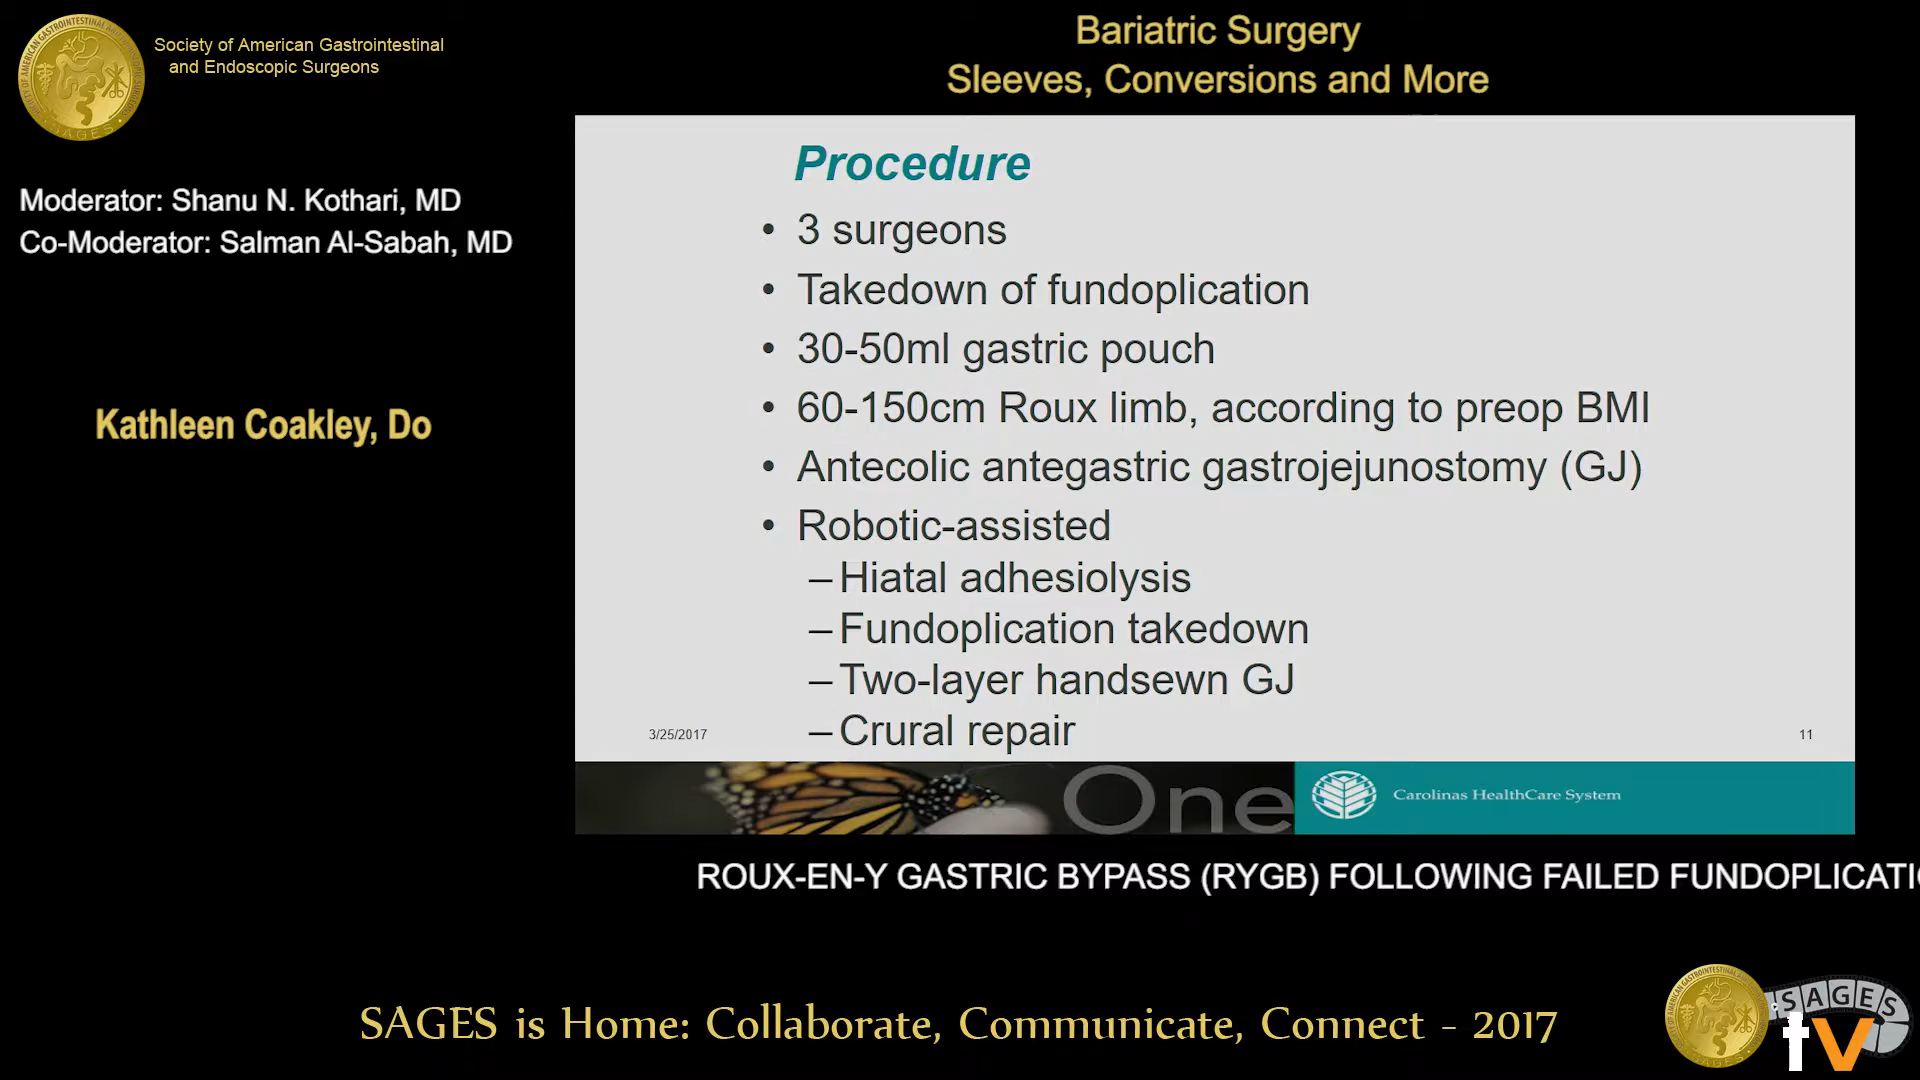 Society of American Gastrointestinal
and Endoscopic Surgeons
Bariatric Surgery
Sleeves, Conversions and More
Moderator: Shanu N. Kothari, MD
Co-Moderator: Salman Al-Sabah, MD
Kathleen Coakley, Do
Procedure
• 3 surgeons
• Takedown of fundoplication
• 30-50ml gastric pouch
• 60-150cm Roux limb, according to preop BMI
• Antecolic antegastric gastrojejunostomy (GJ)
• Robotic-assisted
– Hiatal adhesiolysis
– Fundoplication takedown
– Two-layer handsewn GJ
– Crural repair
3/25/2017
11
One
Carolinas HealthCare System
ROUX-EN-Y GASTRIC BYPASS (RYGB) FOLLOWING FAILED
SAGES is Home: Collaborate, Communicate, Connect - 2017
SAGES
tv